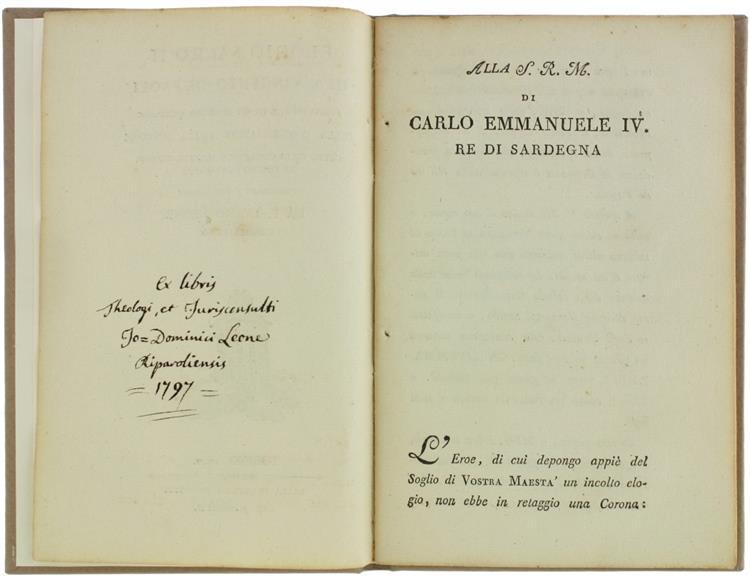 Ex libris
Theologi, et Jurisconsulti
Jo= Dominici Leone
Ripavoliensis
= 1797 =
ALLA S. R. M.
DI
CARLO EMMANUELE IV.
RE DI SARDEGNA
L' Eroe, di cui depongo appiè del
Soglio di VOSTRA MAESTA' un incolto elo-
gio, non ebbe in retaggio una Corona: